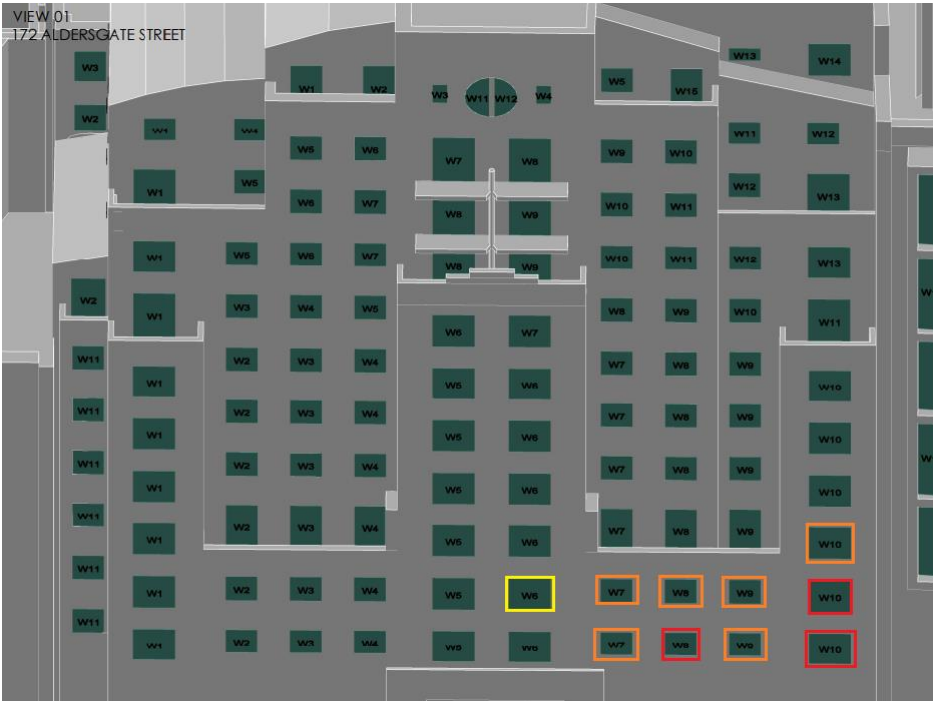 VIEW 01
172 ALDERSGATE STREET
W3 W13 W14
W1 W2 W3 W11 W12 W4 W5 W15
W2 W1 W4 W11 W12
W5 W6 W7 W8 W9 W10
W1 W5 W12 W13
W6 W7 W8 W9 W10 W11
W1 W5 W6 W7 W8 W9 W10 W11 W12 W13
W2 W1 W3 W4 W5 W6 W7 W8 W9 W10 W11
W11 W1 W2 W3 W4 W5 W6 W7 W8 W9 W10
W11 W1 W2 W3 W4 W5 W6 W7 W8 W9 W10
W11 W1 W2 W3 W4 W5 W6 W7 W8 W9 W10
W11 W1 W2 W3 W4 W5 W6 W7 W8 W9 W10
W11 W1 W2 W3 W4 W5 W6 W7 W8 W9 W10
W11 W1 W2 W3 W4 W5 W6 W7 W8 W9 W10